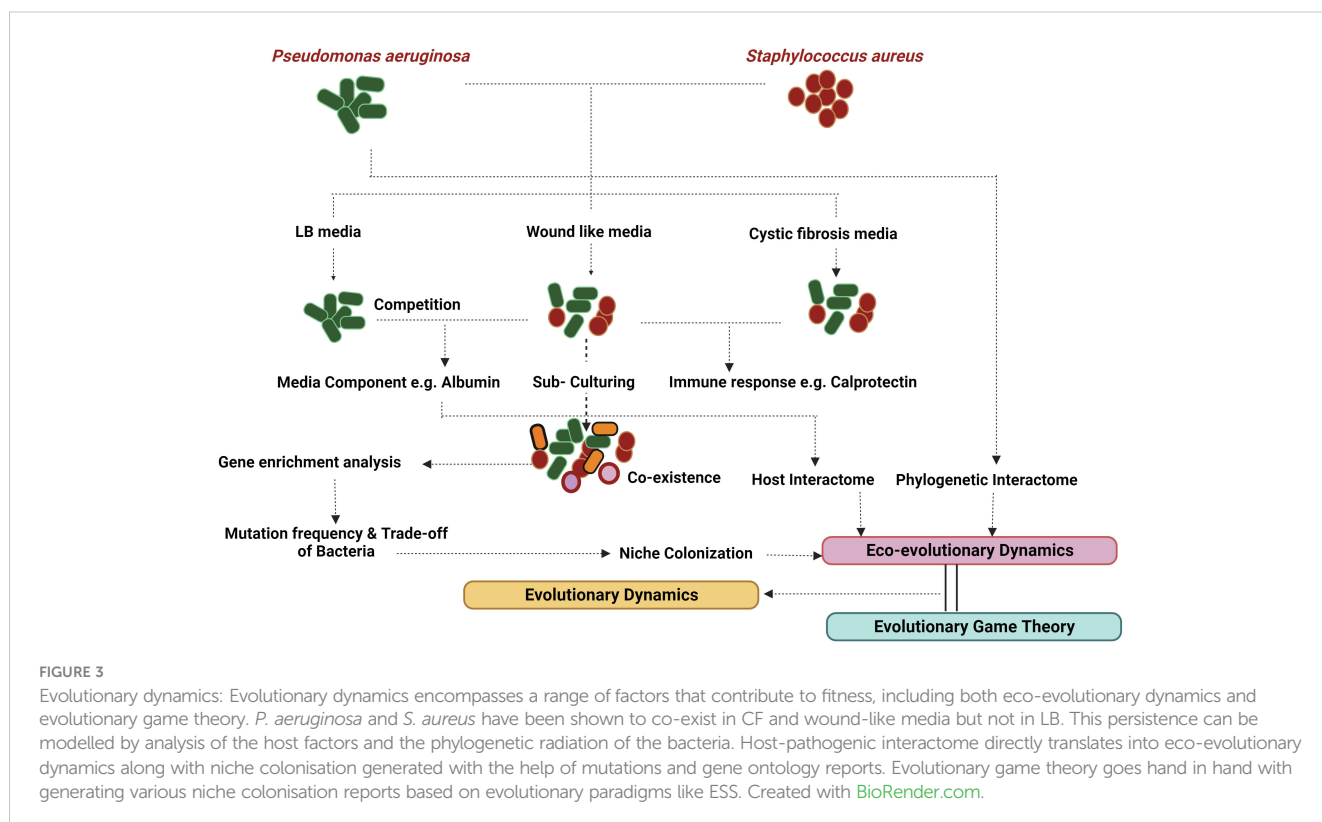 Pseudomonas aeruginosa
Staphylococcus aureus
LB media
Wound like media
Cystic fibrosis media
Competition
Media Component e.g. Albumin
Sub- Culturing
Immune response e.g. Calprotectin
Gene enrichment analysis
Co-existence
Host Interactome
Phylogenetic Interactome
Mutation frequency & Trade-off
of Bacteria
Niche Colonization
Eco-evolutionary Dynamics
Evolutionary Dynamics
Evolutionary Game Theory
FIGURE 3
Evolutionary dynamics: Evolutionary dynamics encompasses a range of factors that contribute to fitness, including both eco-evolutionary dynamics and
evolutionary game theory. P. aeruginosa and S. aureus have been shown to co-exist in CF and wound-like media but not in LB. This persistence can be
modelled by analysis of the host factors and the phylogenetic radiation of the bacteria. Host-pathogenic interactome directly translates into eco-evolutionary
dynamics along with niche colonisation generated with the help of mutations and gene ontology reports. Evolutionary game theory goes hand in hand with
generating various niche colonisation reports based on evolutionary paradigms like ESS. Created with BioRender.com.